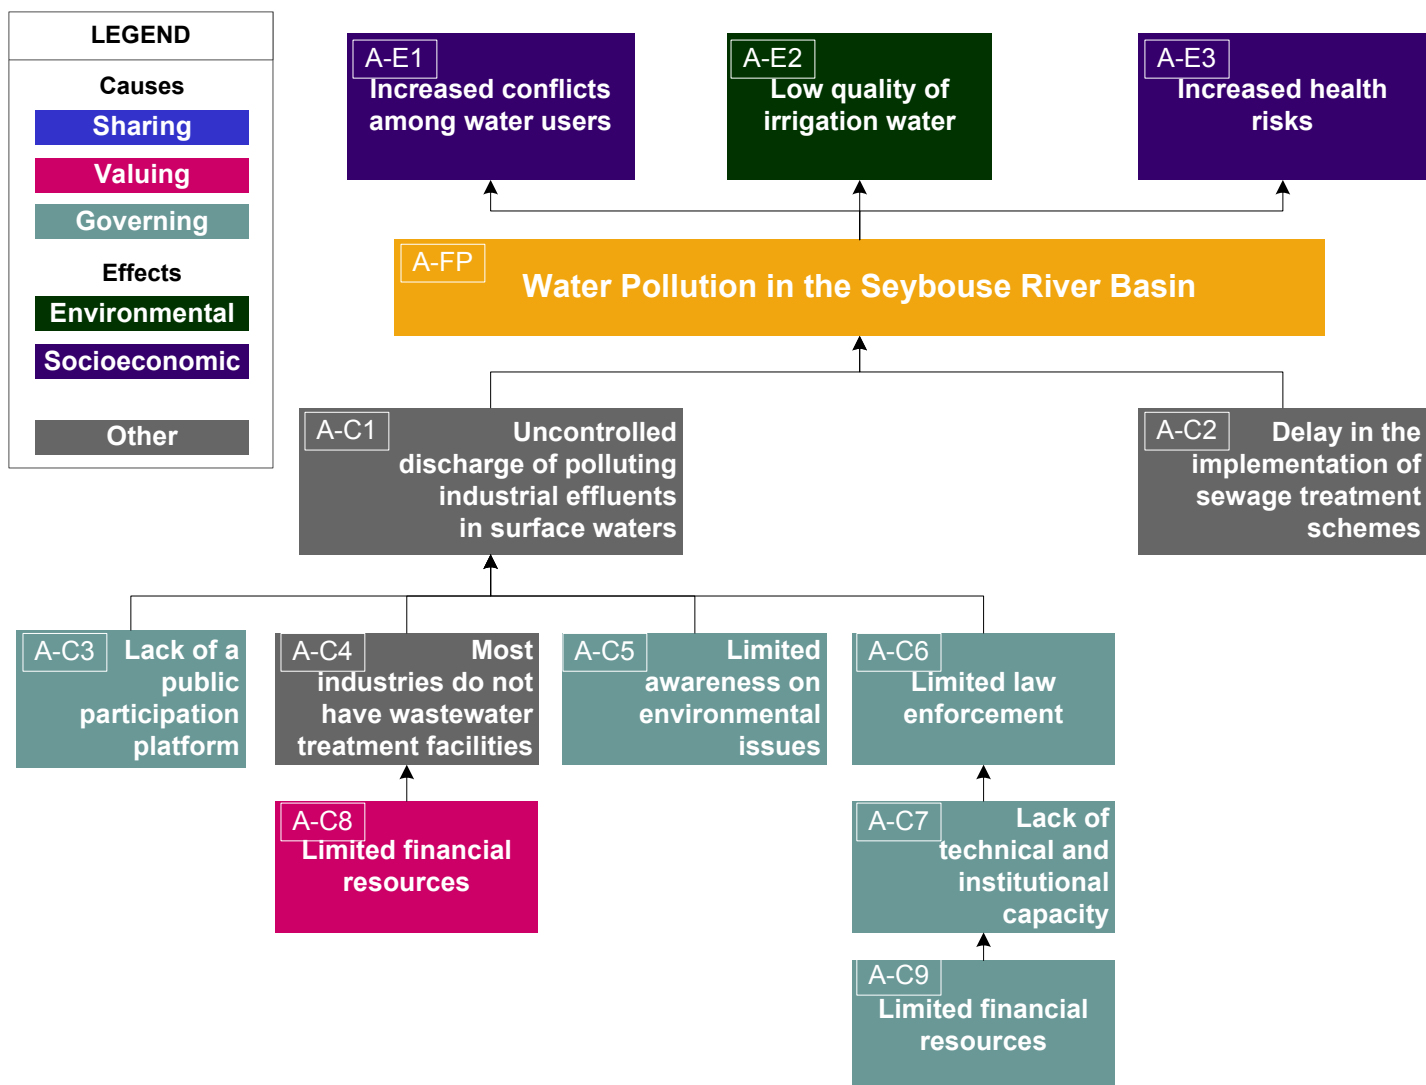 LEGEND
Causes
Sharing
Valuing
Governing
Effects
Environmental
Socioeconomic
Other
A-E1
Increased conflicts
among water users
A-E2
Low quality of
irrigation water
A-E3
Increased health
risks
A-FP
Water Pollution in the Seybouse River Basin
A-C1
Uncontrolled
discharge of polluting
industrial effluents
in surface waters
A-C2
Delay in the
implementation of
sewage treatment
schemes
A-C3
Lack of a
public
participation
platform
A-C4
Most
industries do not
have wastewater
treatment facilities
A-C5
Limited
awareness on
environmental
issues
A-C6
Limited law
enforcement
A-C8
Limited financial
resources
A-C7
Lack of
technical and
institutional
capacity
A-C9
Limited financial
resources